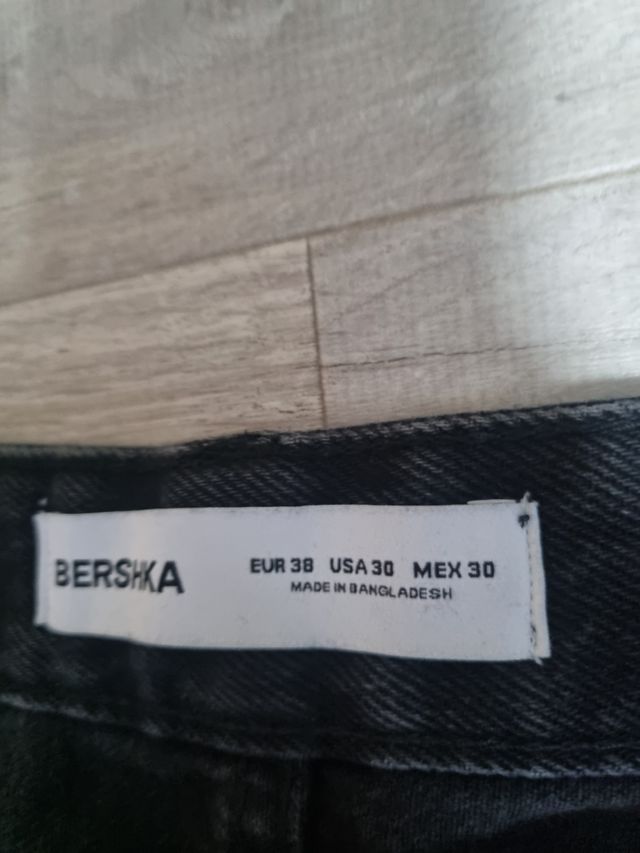 BERSHKA
EUR 38 USA 30 MEX 30
MADE IN BANGLADESH